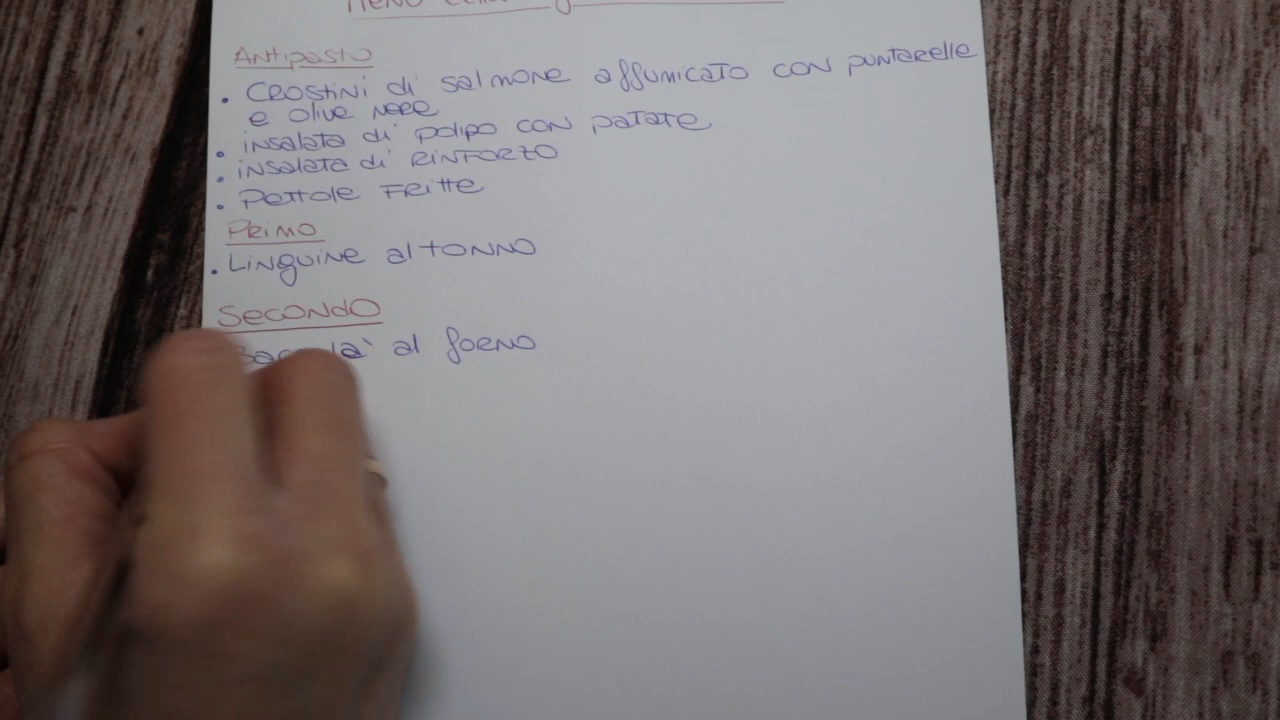 Antipasto
• CROStiNi di salmoNE affumicATO CON puntarelle
e olive NERE
• iNsalata di polipo CON PATATE
• iNsalata di RiNFORZO
• PETTole FRitte
PRiMO
• LiNguiNE al tONNO
SecONdO
al forNO